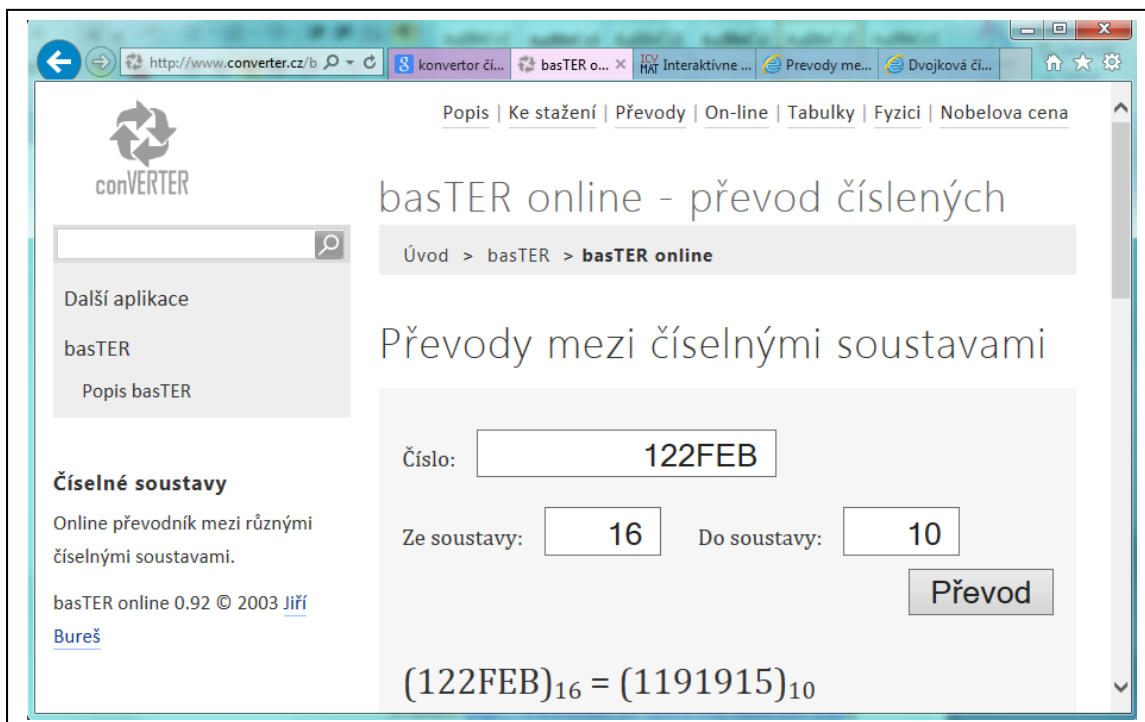 http://www.converter.cz/b
konvertor čí...
basTER o...
ICV MAT Interaktívne ...
Prevody me...
Dvojková čí...
Popis | Ke stažení | Převody | On-line | Tabulky | Fyzici | Nobelova cena
conVERTER
basTER online - převod číslených
Úvod > basTER > basTER online
Další aplikace
basTER
Popis basTER
Převody mezi číselnými soustavami
Číslo: 122FEB
Ze soustavy: 16 Do soustavy: 10
Převod
(122FEB)16 = (1191915)10
Číselné soustavy
Online převodník mezi různými
číselnými soustavami.
basTER online 0.92 © 2003 Jiří
Bureš